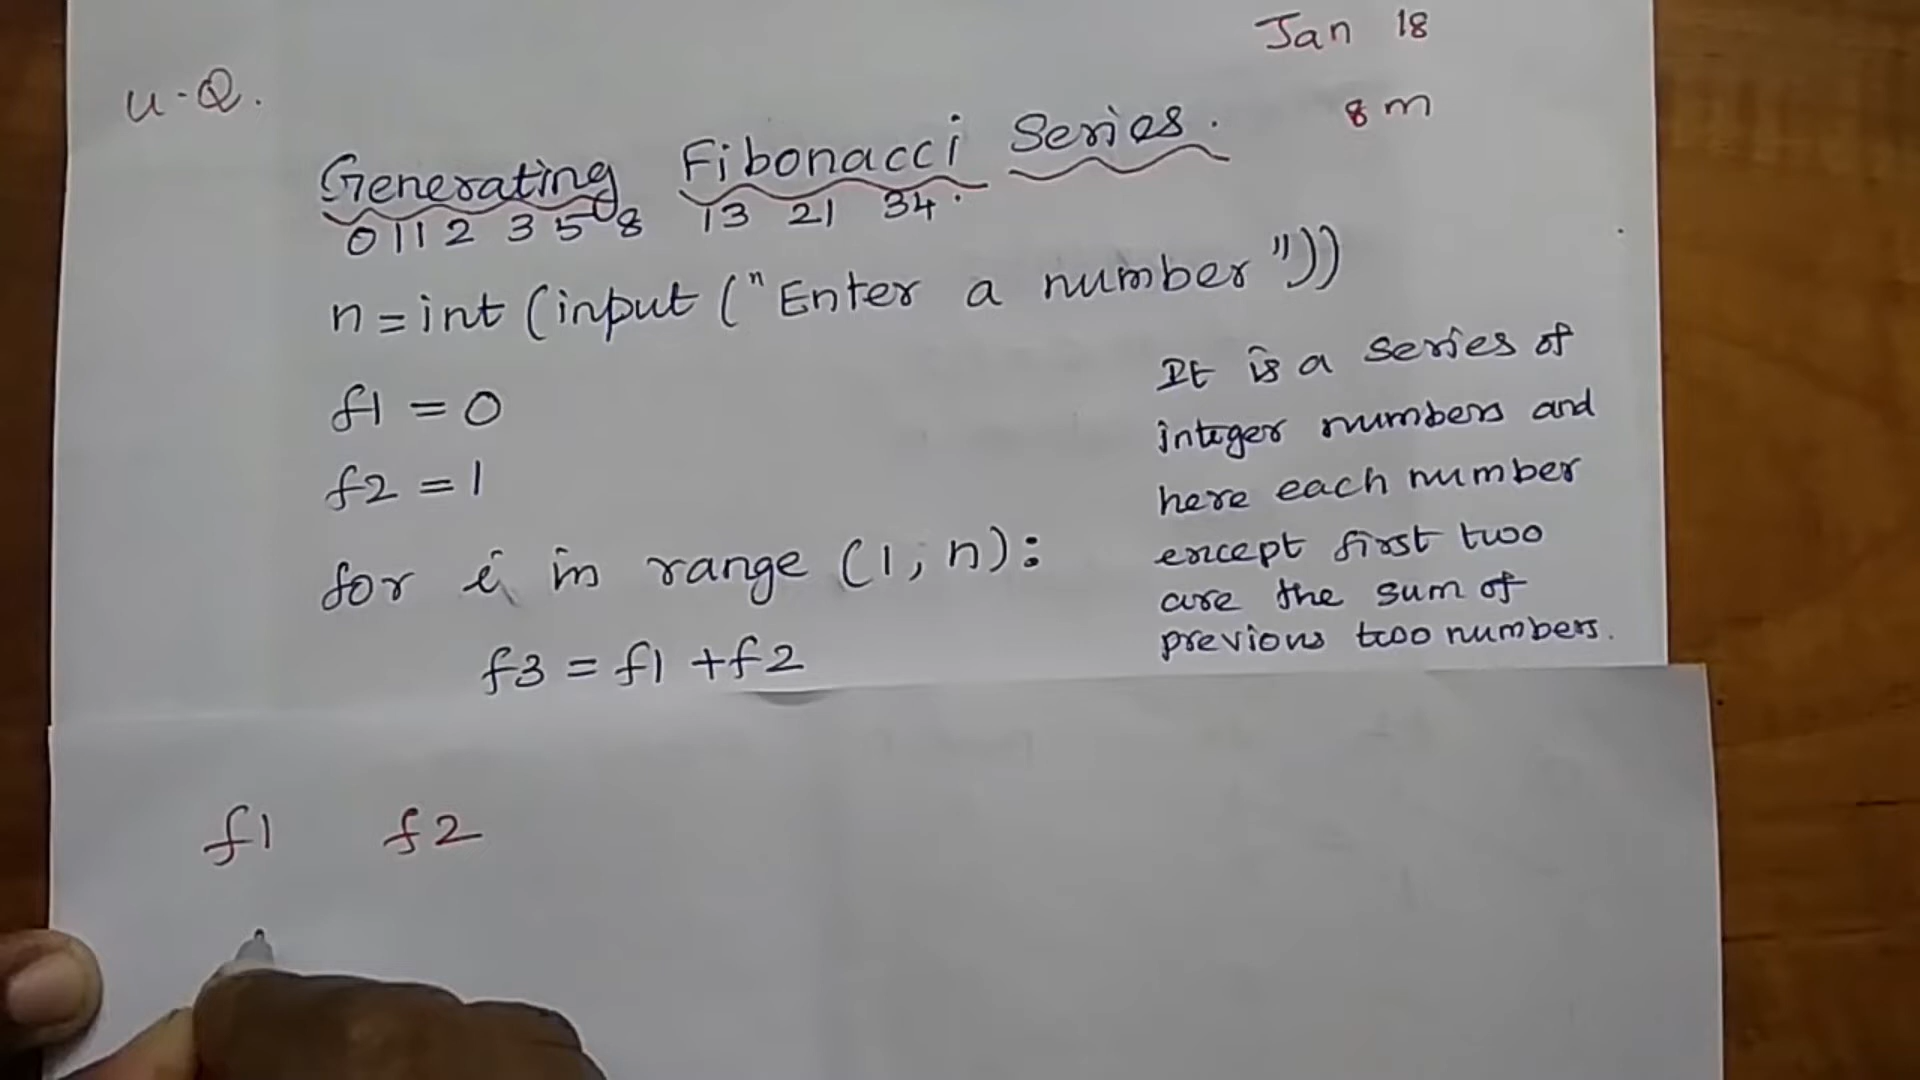 Jan 18
U-Q.
8 m
Generating Fibonacci Series.
0 1 1 2 3 5 8 13 21 34.
n=int (input ("Enter a number"))
f1 = 0
f2 = 1
for i in range (1, n):
f3 = f1 + f2
It is a series of
integer numbers and
here each number
except first two
are the sum of
previous two numbers.
f1 f2